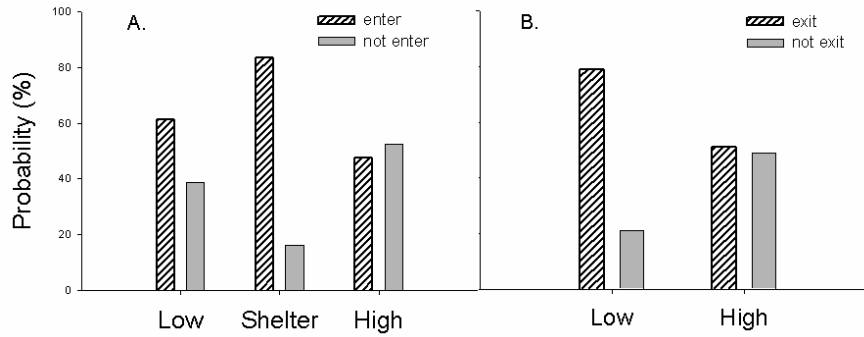 A.
enter
not enter
B.
exit
not exit
Probability (%)
100
80
60
40
20
0
Low Shelter High
Low High